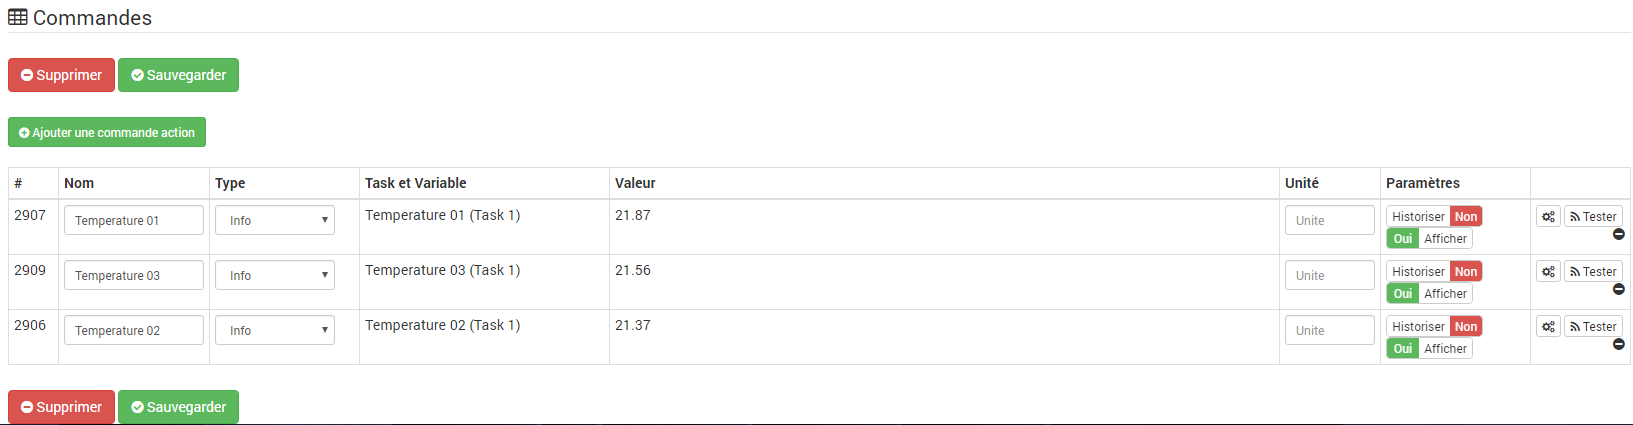 Commandes
Supprimer Sauvegarder
Ajouter une commande action
# Nom Type Task et Variable Valeur Unité Paramètres
2907 Temperature 01 Info Temperature 01 (Task 1) 21.87 Unite Historiser Non Tester
Oui Afficher
2909 Temperature 03 Info Temperature 03 (Task 1) 21.56 Unite Historiser Non Tester
Oui Afficher
2906 Temperature 02 Info Temperature 02 (Task 1) 21.37 Unite Historiser Non Tester
Oui Afficher
Supprimer Sauvegarder